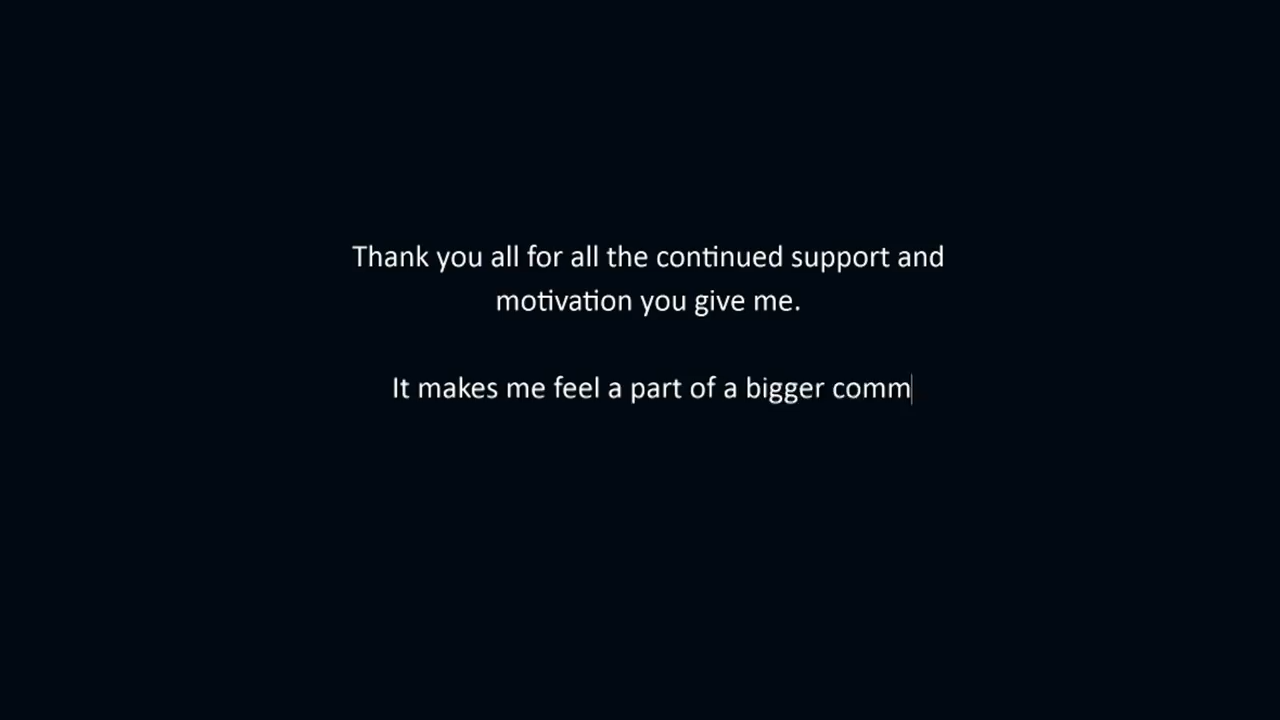 Thank you all for all the continued support and
motivation you give me.
It makes me feel a part of a bigger comm